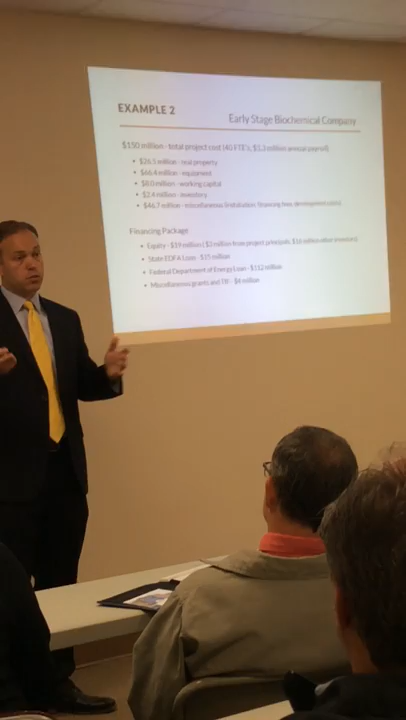 EXAMPLE 2
Early Stage Biochemical Company
$150 million - total project cost (40 FTE's, $1.3 million annual payroll)
• $26.5 million - real property
• $66.4 million - equipment
• $8.0 million - working capital
• $2.4 million - inventory
• $46.7 million - miscellaneous (installation, financing fees, development costs)
Financing Package
• Equity - $19 million ($3 million from project principals, $16 million other investors)
• State EDFA Loan - $15 million
• Federal Department of Energy Loan - $112 million
• Miscellaneous grants and TIF - $4 million